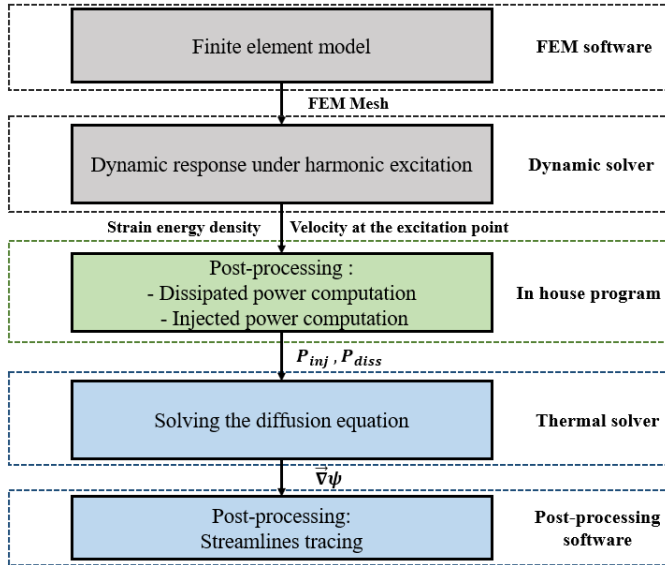 Finite element model
FEM software
FEM Mesh
Dynamic response under harmonic excitation
Dynamic solver
Strain energy density
Velocity at the excitation point
Post-processing :
- Dissipated power computation
- Injected power computation
In house program
P_inj , P_diss
Solving the diffusion equation
Thermal solver
∇⃗ψ
Post-processing:
Streamlines tracing
Post-processing
software